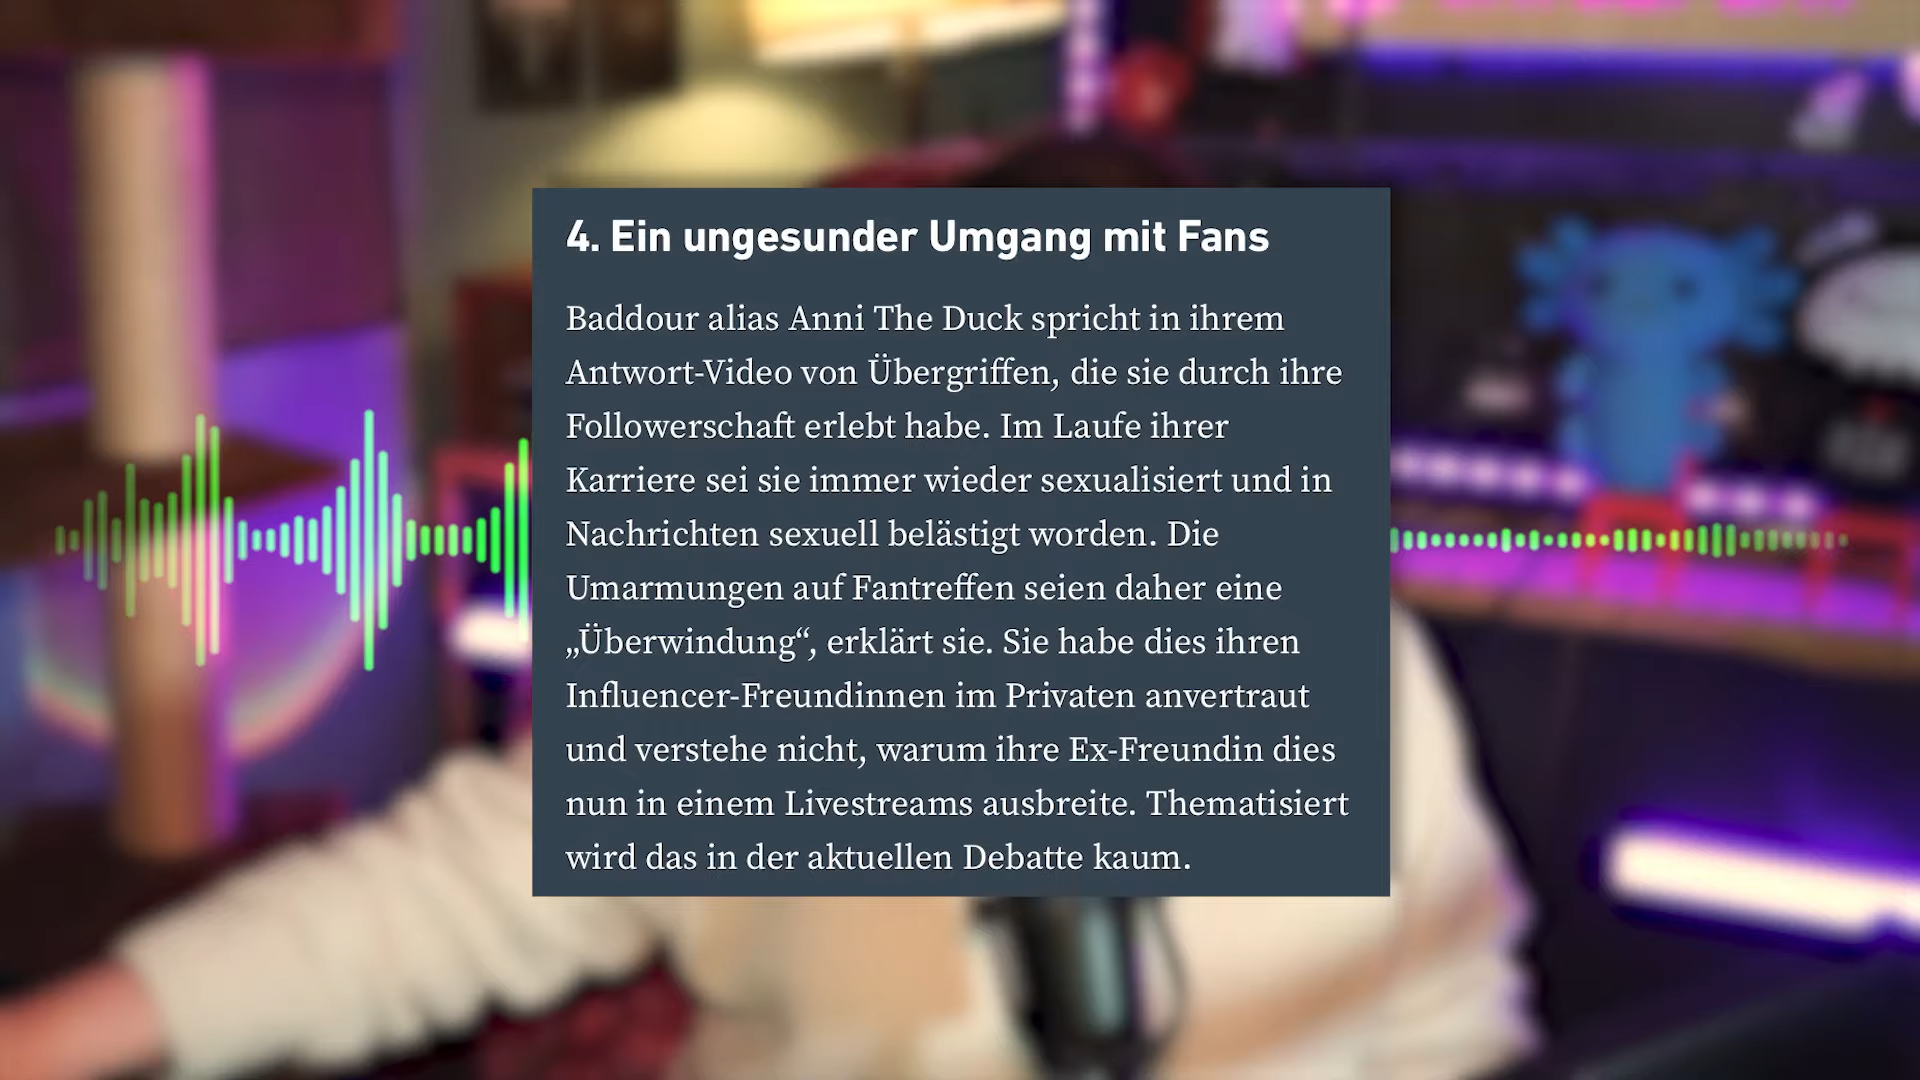 4. Ein ungesunder Umgang mit Fans
Baddour alias Anni The Duck spricht in ihrem
Antwort-Video von Übergriffen, die sie durch ihre
Followerschaft erlebt habe. Im Laufe ihrer
Karriere sei sie immer wieder sexualisiert und in
Nachrichten sexuell belästigt worden. Die
Umarmungen auf Fantreffen seien daher eine
„Überwindung“, erklärt sie. Sie habe dies ihren
Influencer-Freundinnen im Privaten anvertraut
und verstehe nicht, warum ihre Ex-Freundin dies
nun in einem Livestreams ausbreite. Thematisiert
wird das in der aktuellen Debatte kaum.